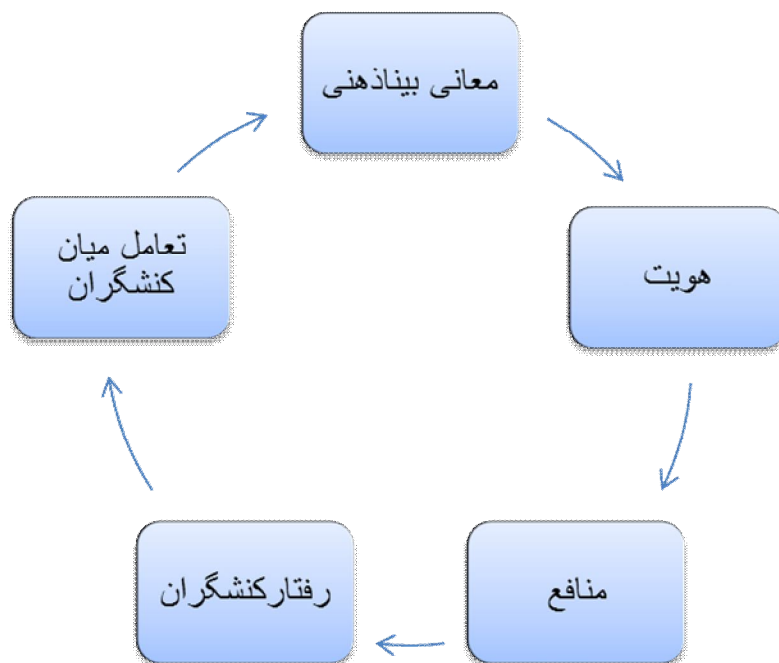 معانی بیناذهنی
هویت
منافع
رفتارکنشگران
تعامل میان
کنشگران